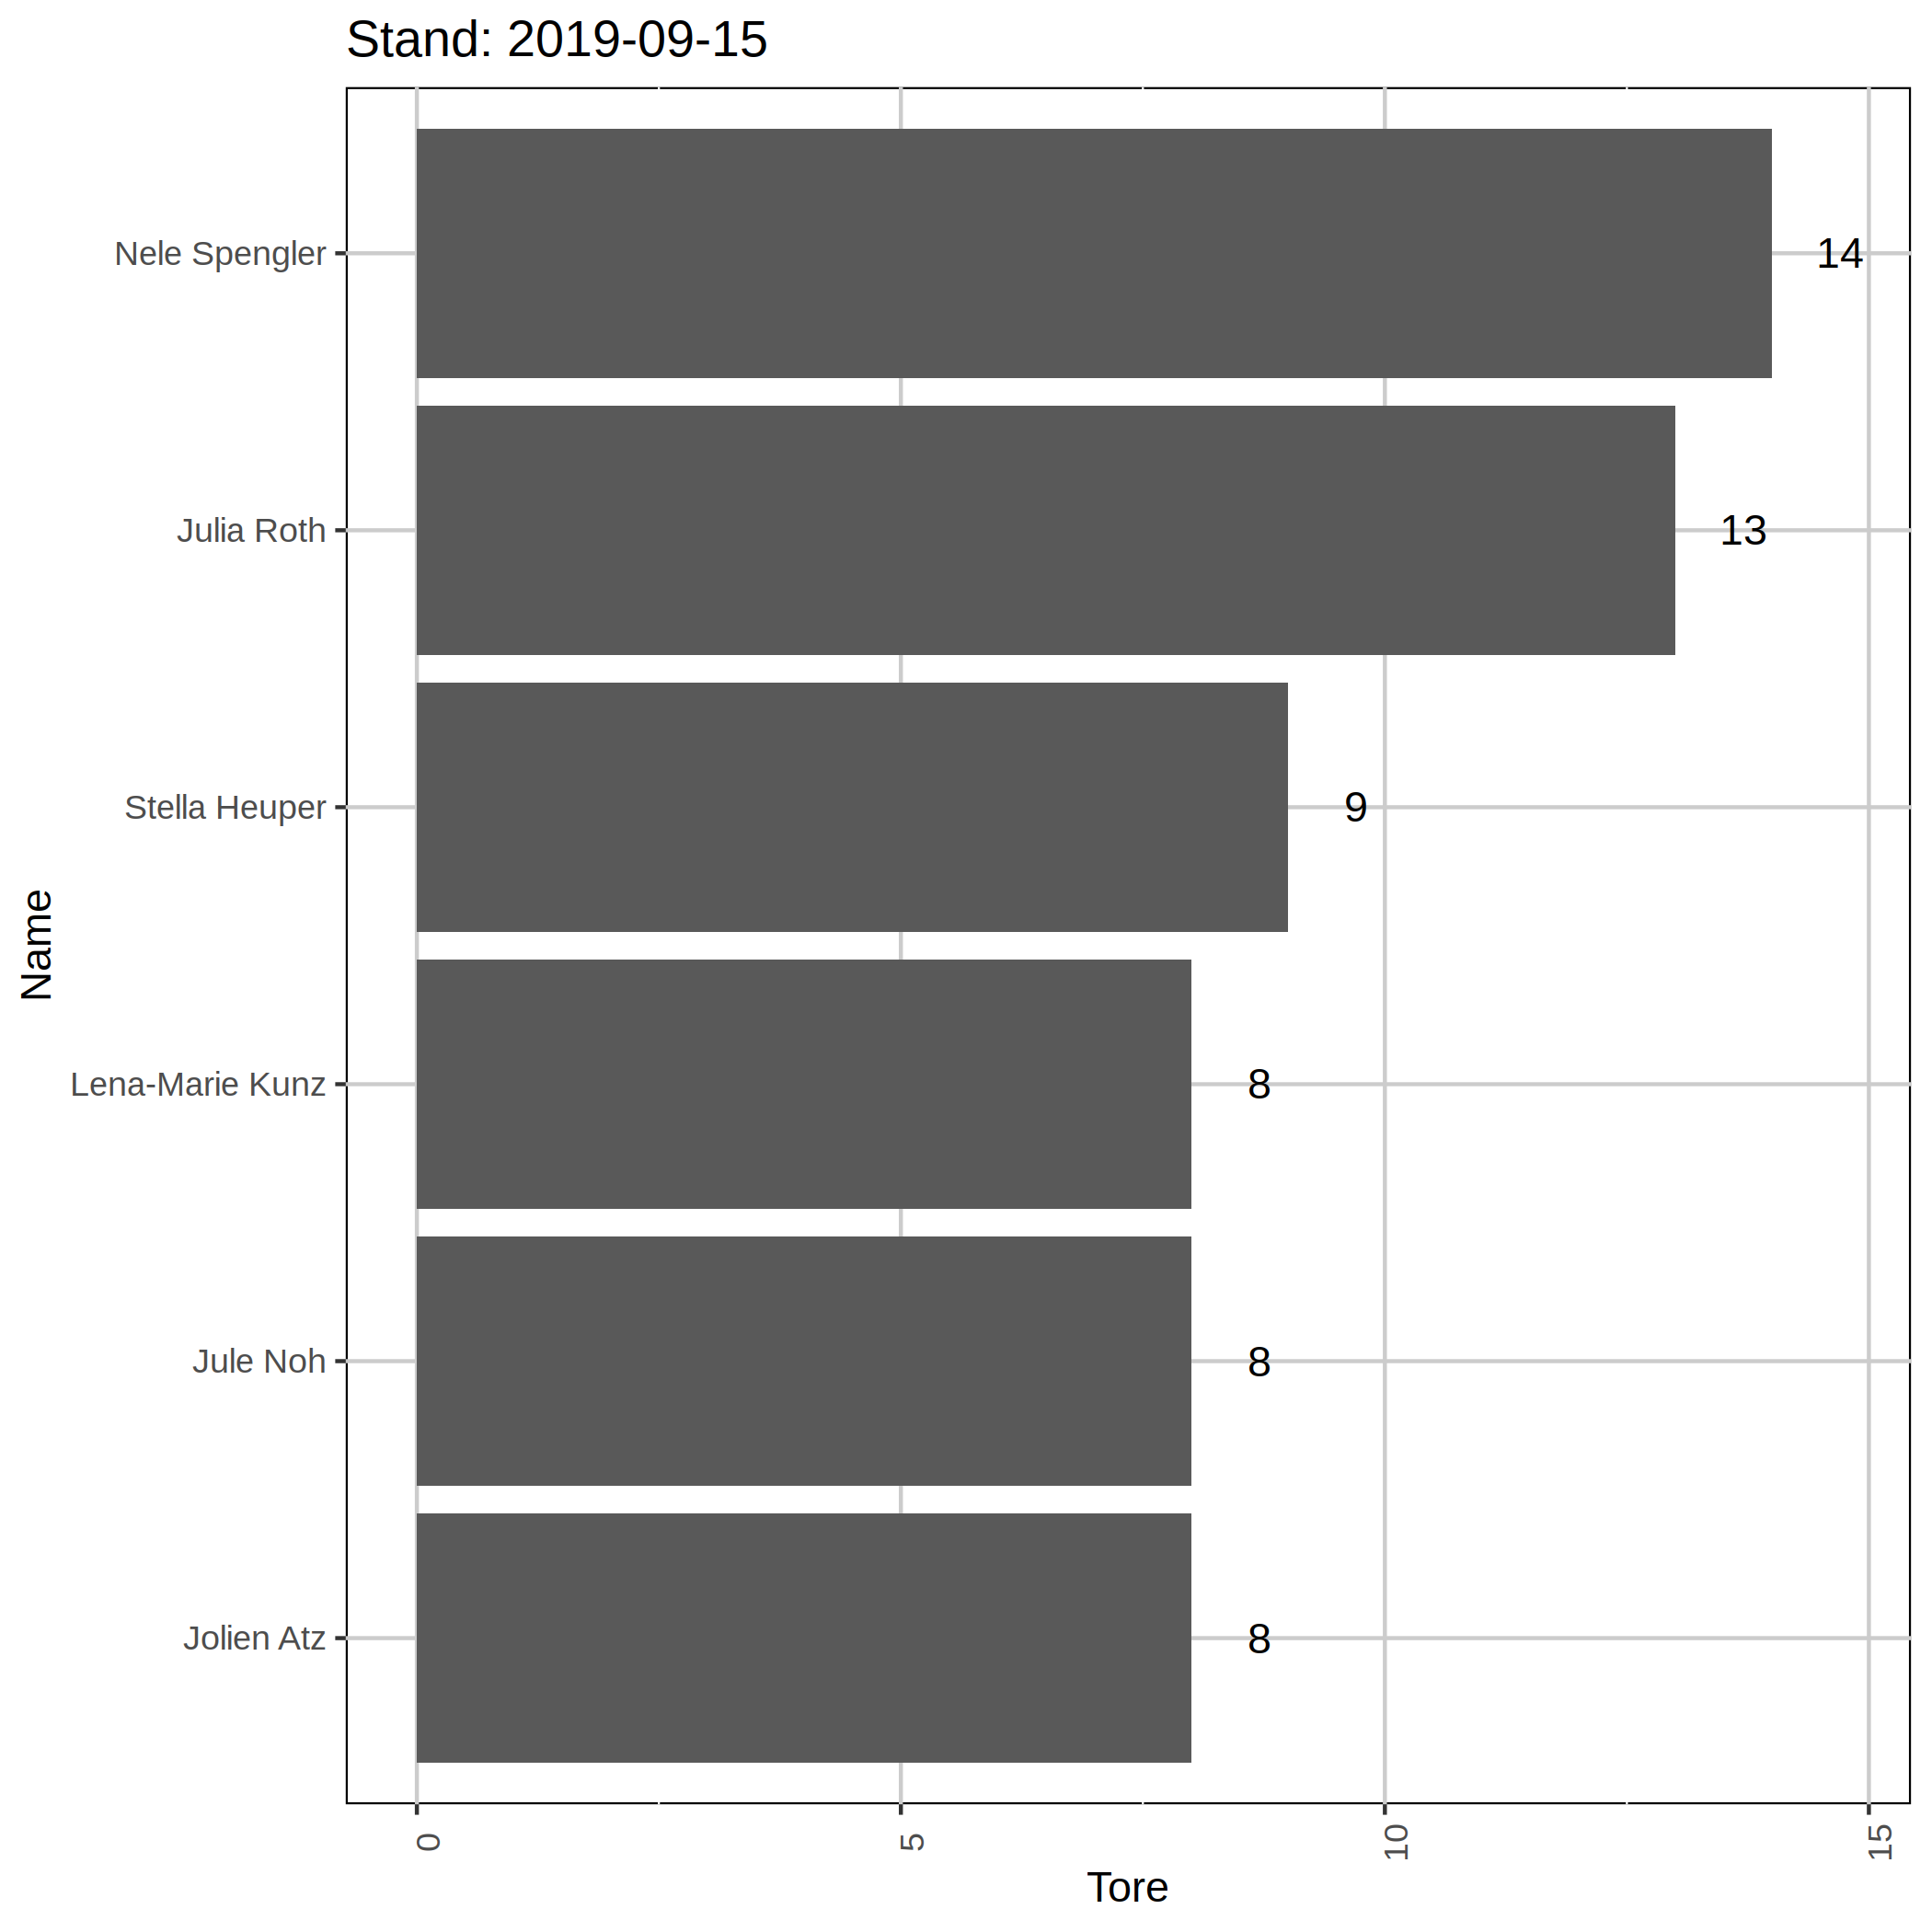 Stand: 2019-09-15
Nele Spengler
14
Julia Roth
13
Stella Heuper
9
Name
Lena-Marie Kunz
8
Jule Noh
8
Jolien Atz
8
0
5
10
15
Tore